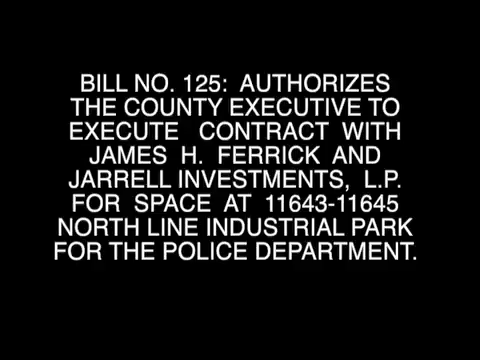 BILL NO. 125: AUTHORIZES
THE COUNTY EXECUTIVE TO
EXECUTE CONTRACT WITH
JAMES H. FERRICK AND
JARRELL INVESTMENTS, L.P.
FOR SPACE AT 11643-11645
NORTH LINE INDUSTRIAL PARK
FOR THE POLICE DEPARTMENT.